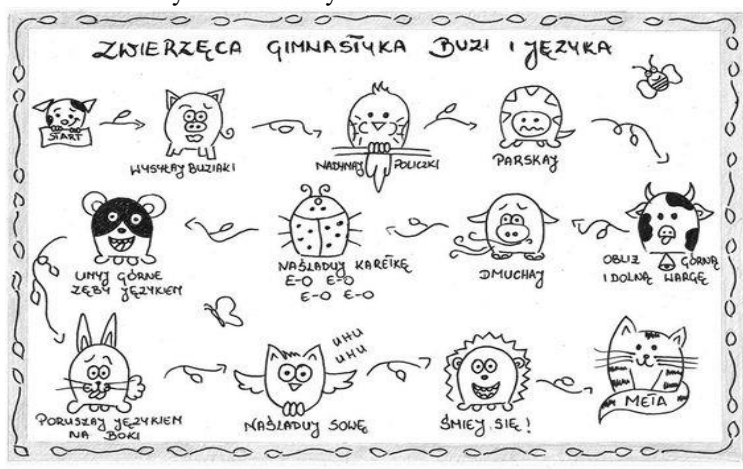 ZWIERZĘCA GIMNASTYKA BUZI I JĘZYKA
START
WYSYŁAJ BUZIAKI
NADYMAJ POLICZKI
PARSKAJ
OBLIŻ GÓRNĄ
I DOLNĄ WARGĘ
DMUCHAJ
NAŚLADUJ KARETKĘ
E-O E-O
E-O E-O
UMYJ GÓRNE
ZĘBY JĘZYKIEM
PORUSZAJ JĘZYKIEM
NA BOKI
UHU
UHU
NAŚLADUJ SOWĘ
ŚMIEJ SIĘ!
META